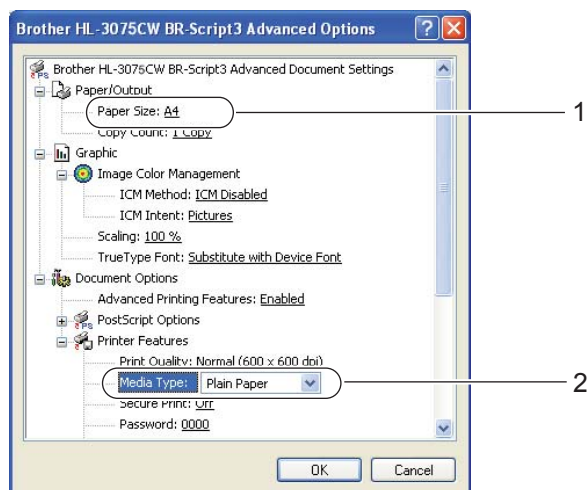 Brother HL-3075CW BR-Script3 Advanced Options
Brother HL-3075CW BR-Script3 Advanced Document Settings
Paper/Output
Paper Size: A4
1
Copy Count: 1 Copy
Graphic
Image Color Management
ICM Method: ICM Disabled
ICM Intent: Pictures
Scaling: 100 %
TrueType Font: Substitute with Device Font
Document Options
Advanced Printing Features: Enabled
PostScript Options
Printer Features
Print Quality: Normal (600 x 600 dpi)
Media Type: Plain Paper
2
Secure Print: Off
Password: 0000
OK Cancel